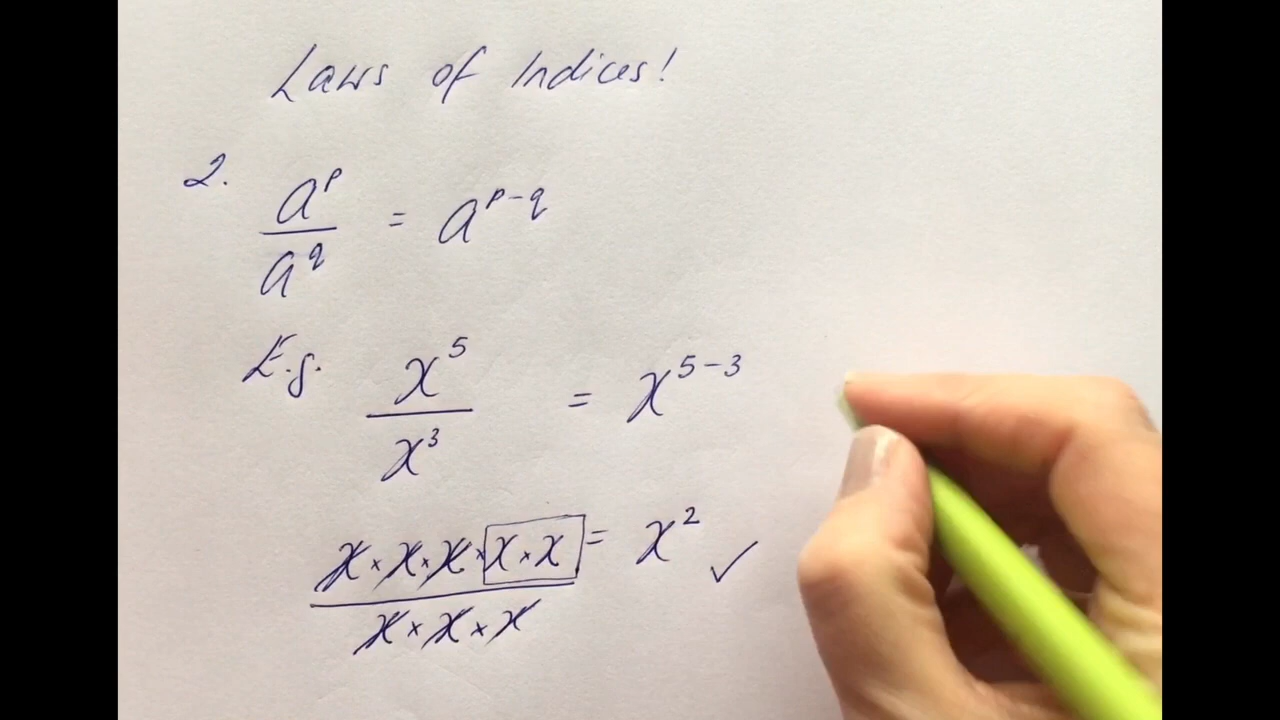 Laws of Indices!
2. a^p / a^q = a^(p-q)
E.g. x^5 / x^3 = x^(5-3)
x × x × x × x × x / x × x × x = x^2 ✓